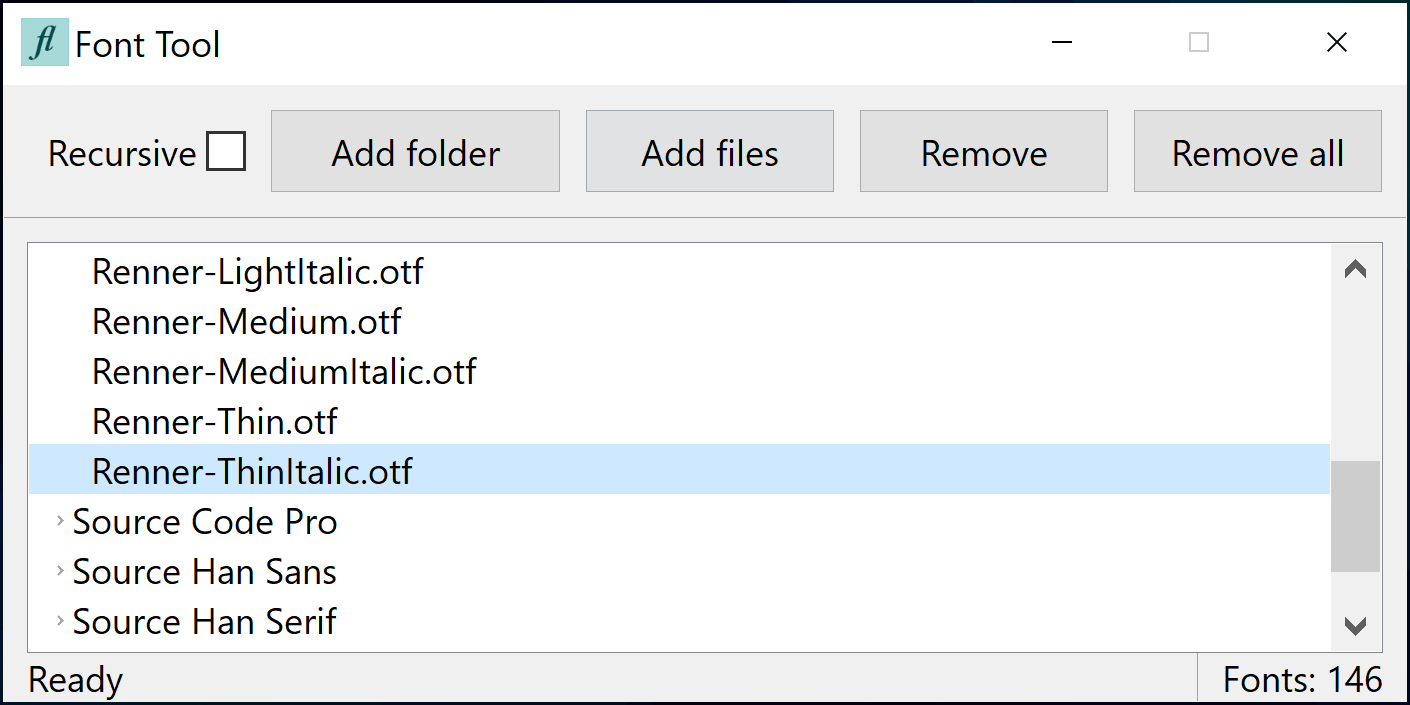 fl Font Tool
Recursive Add folder Add files Remove Remove all
Renner-LightItalic.otf
Renner-Medium.otf
Renner-MediumItalic.otf
Renner-Thin.otf
Renner-ThinItalic.otf
Source Code Pro
Source Han Sans
Source Han Serif
Ready Fonts: 146